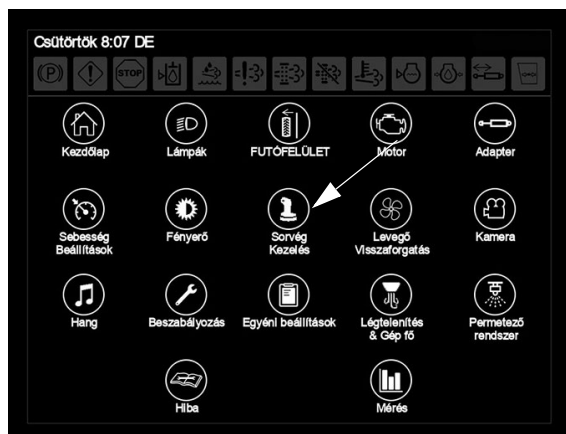 Csütörtök 8:07 DE
(P) STOP
Kezdőlap Lámpák FUTÓFELÜLET Motor Adapter
Sebesség Fényerő Sorvég Levegő Kamera
Beállítások Kezelés Visszaforgatás
Hang Beszabályozás Egyéni beállítások Légtelenítés Permetező
& Gép fő rendszer
Hiba Mérés